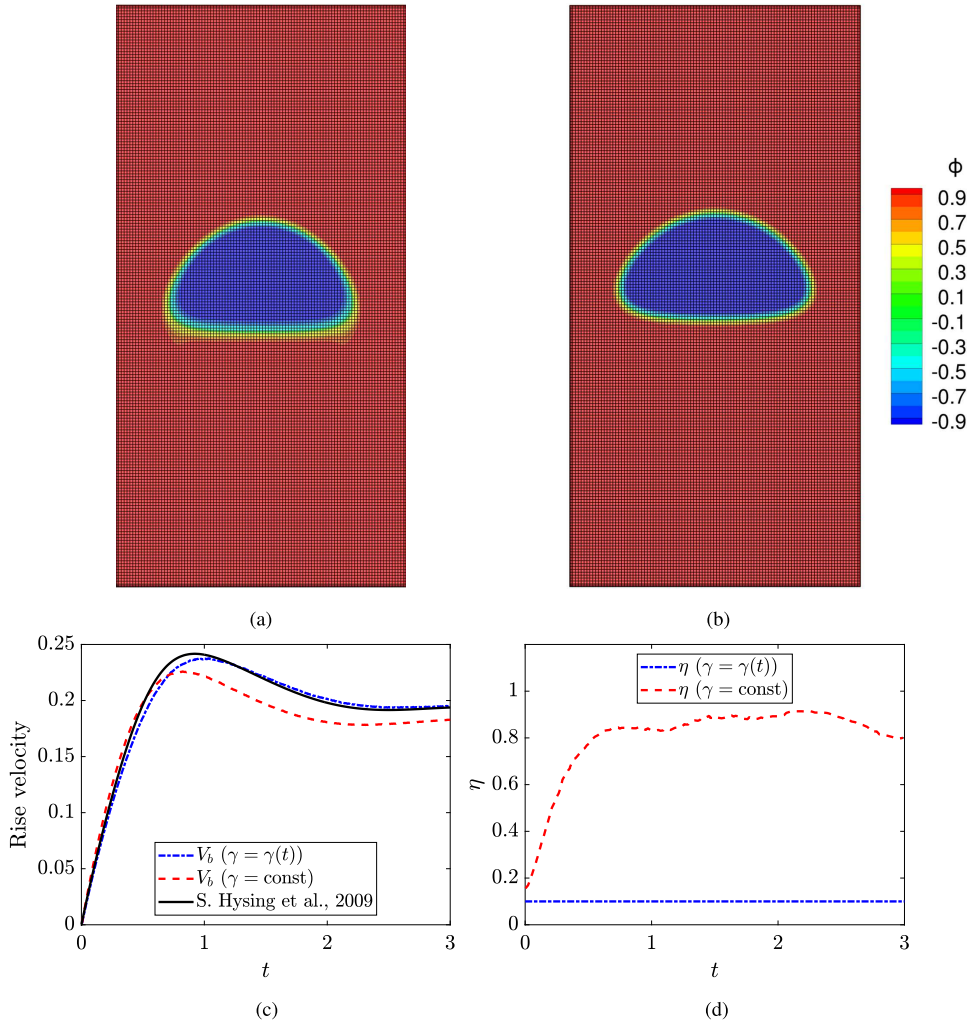 ϕ
0.9
0.7
0.5
0.3
0.1
-0.1
-0.3
-0.5
-0.7
-0.9
(a)
(b)
0.25
0.2
0.15
0.1
0.05
0
Rise velocity
V_b (γ = γ(t))
V_b (γ = const)
S. Hysing et al., 2009
0 1 2 3
t
(c)
1
0.8
0.6
0.4
0.2
0
η
η (γ = γ(t))
η (γ = const)
0 1 2 3
t
(d)